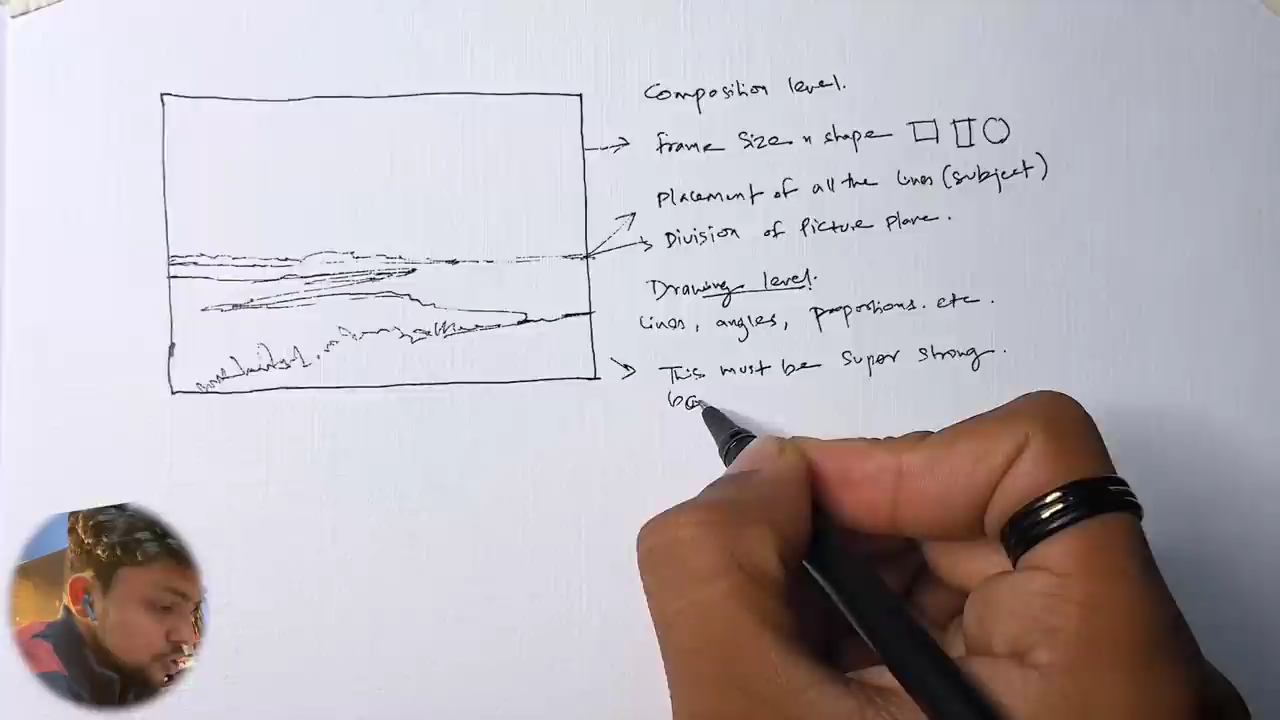 Composition level.
frame size n shape
Placement of all the lines (subject)
Division of Picture plane.
Drawing level.
Lines, angles, proportions. etc.
This must be super strong.